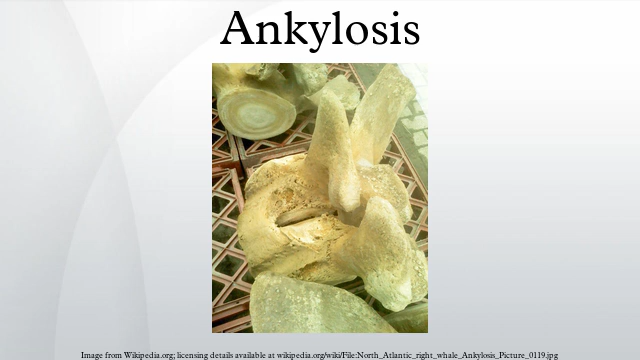 Ankylosis
Image from Wikipedia.org; licensing details available at wikipedia.org/wiki/File:North_Atlantic_right_whale_Ankylosis_Picture_0119.jpg